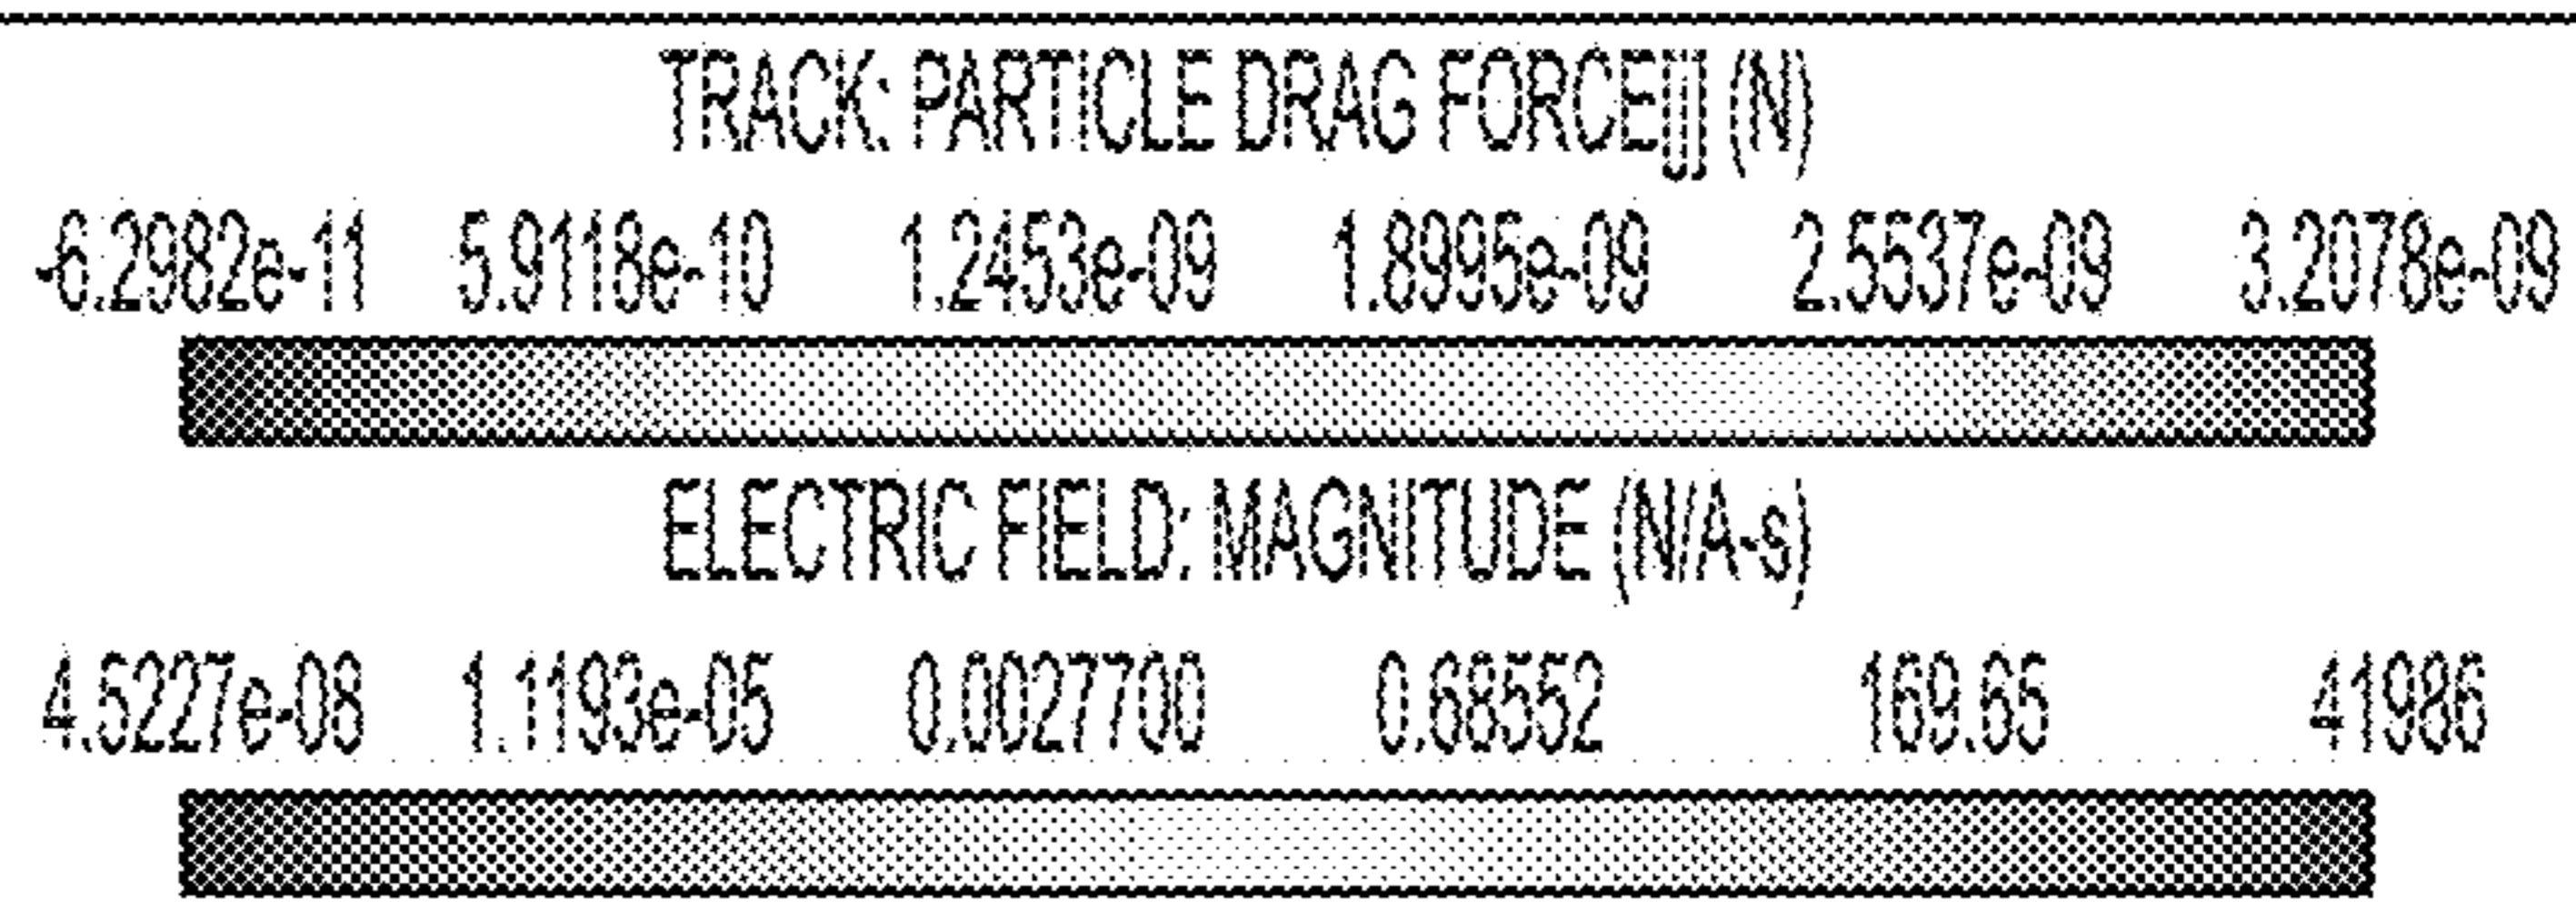 TRACK: PARTICLE DRAG FORCE[j] (N)
-6.2982e-11 5.9118e-10 1.2453e-09 1.8995e-09 2.5537e-09 3.2078e-09
ELECTRIC FIELD: MAGNITUDE (N/A-s)
4.5227e-08 1.1193e-05 0.0027700 0.68552 169.65 41986